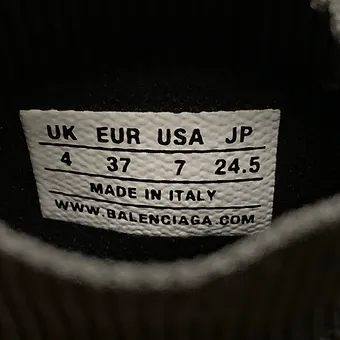 UK EUR USA JP
4 37 7 24.5
MADE IN ITALY
WWW.BALENCIAGA.COM